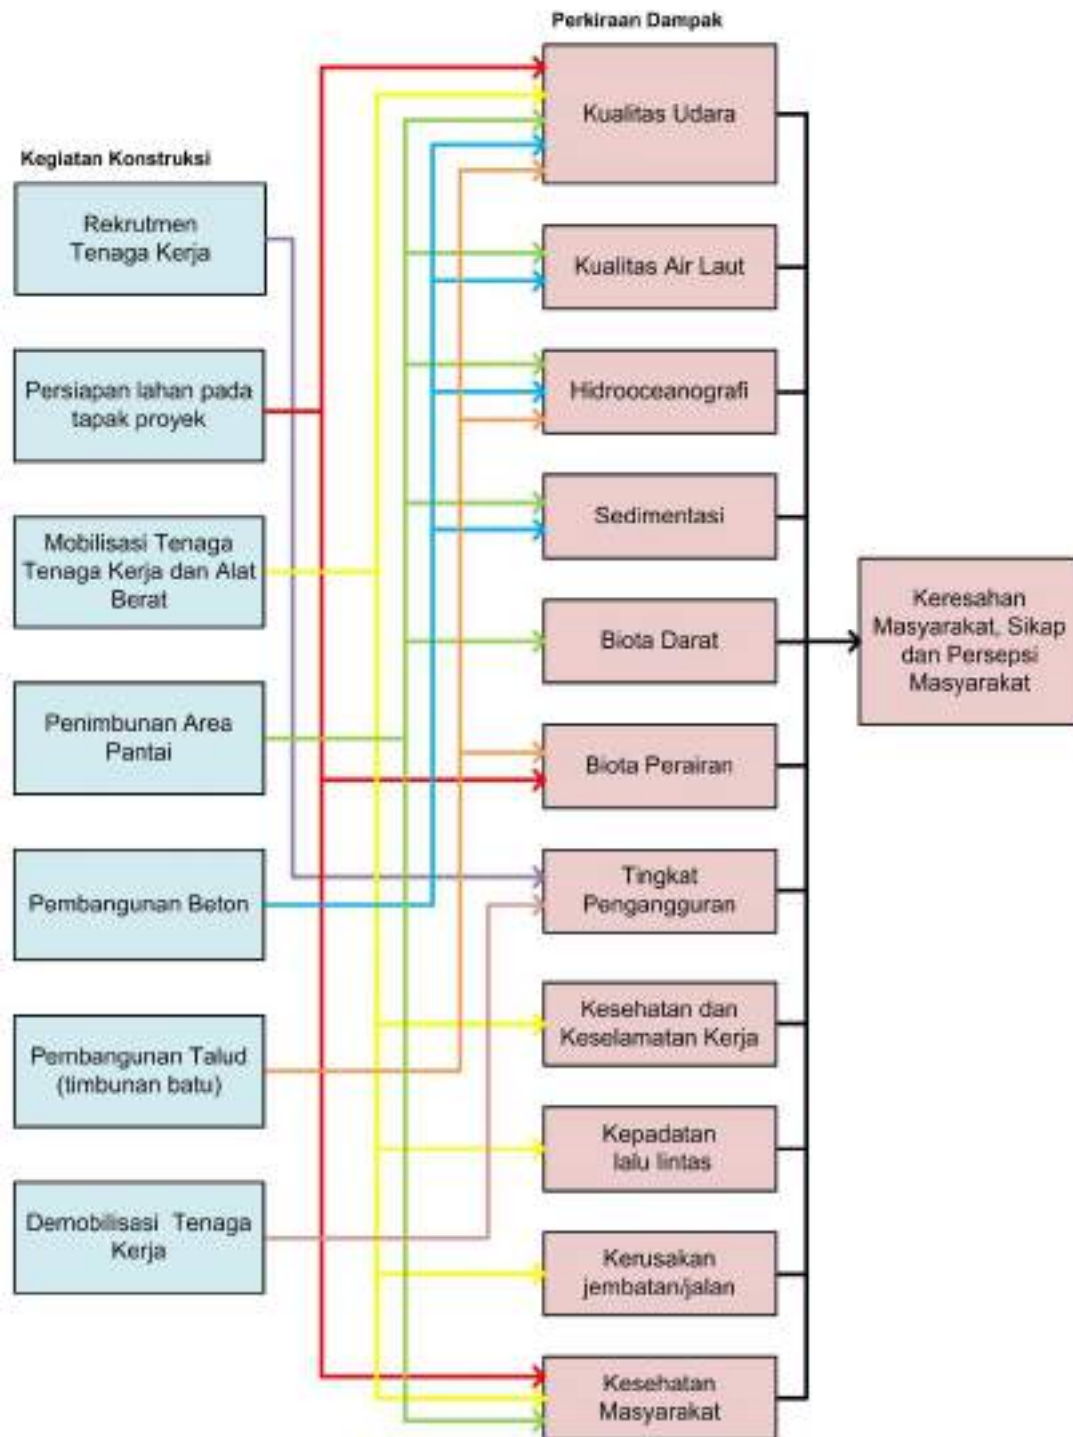 Perkiraan Dampak
Kegiatan Konstruksi
Rekrutmen
Tenaga Kerja
Persiapan lahan pada
tapak proyek
Mobilisasi Tenaga
Tenaga Kerja dan Alat
Berat
Penimbunan Area
Pantai
Pembangunan Beton
Pembangunan Talud
(timbunan batu)
Demobilisasi Tenaga
Kerja
Kualitas Udara
Kualitas Air Laut
Hidrooceanografi
Sedimentasi
Biota Darat
Biota Perairan
Tingkat
Pengangguran
Kesehatan dan
Keselamatan Kerja
Kepadatan
lalu lintas
Kerusakan
jembatan/jalan
Kesehatan
Masyarakat
Keresahan
Masyarakat, Sikap
dan Persepsi
Masyarakat